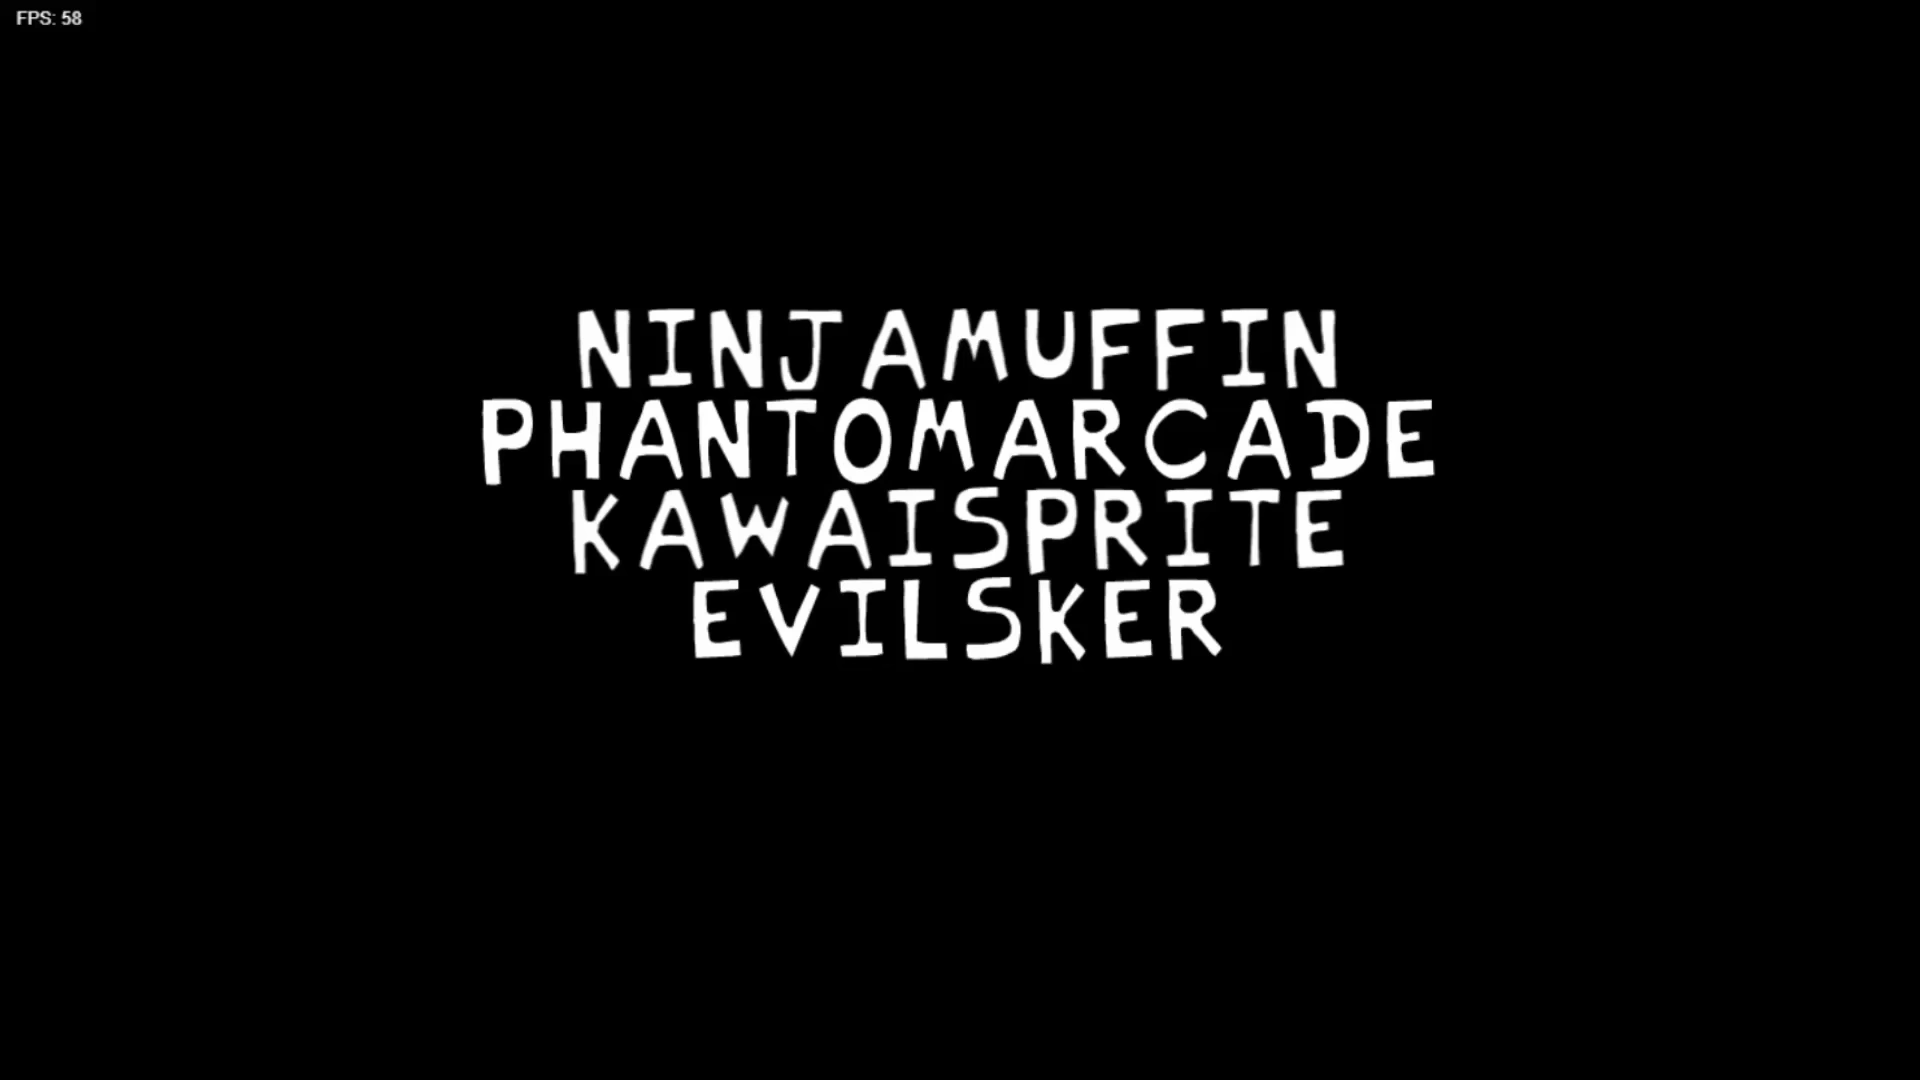 FPS: 58
NINJAMUFFIN
PHANTOMARCADE
KAWAISPRITE
EVILSKER